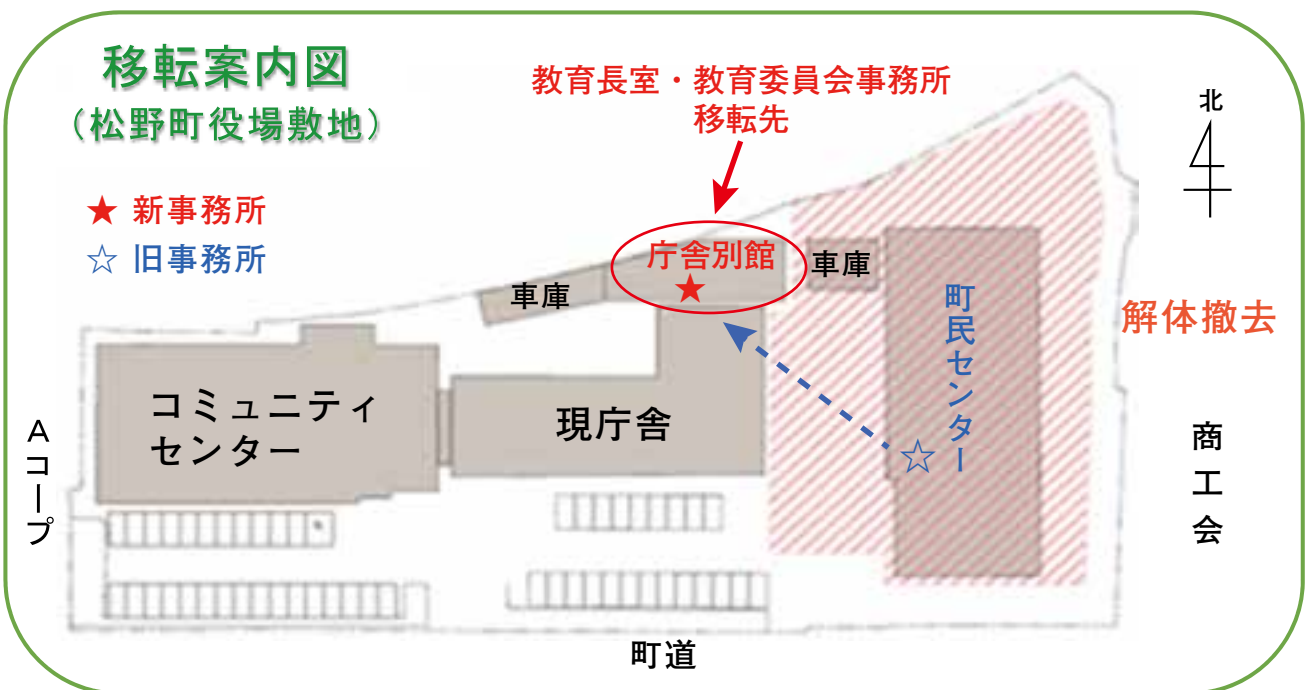 移転案内図
（松野町役場敷地）
★ 新事務所
☆ 旧事務所
教育長室・教育委員会事務所
移転先
北
庁舎別館
★
車庫
車庫
町民センター
☆
解体撤去
コミュニティ
センター
現庁舎
Aコープ
商工会
町道